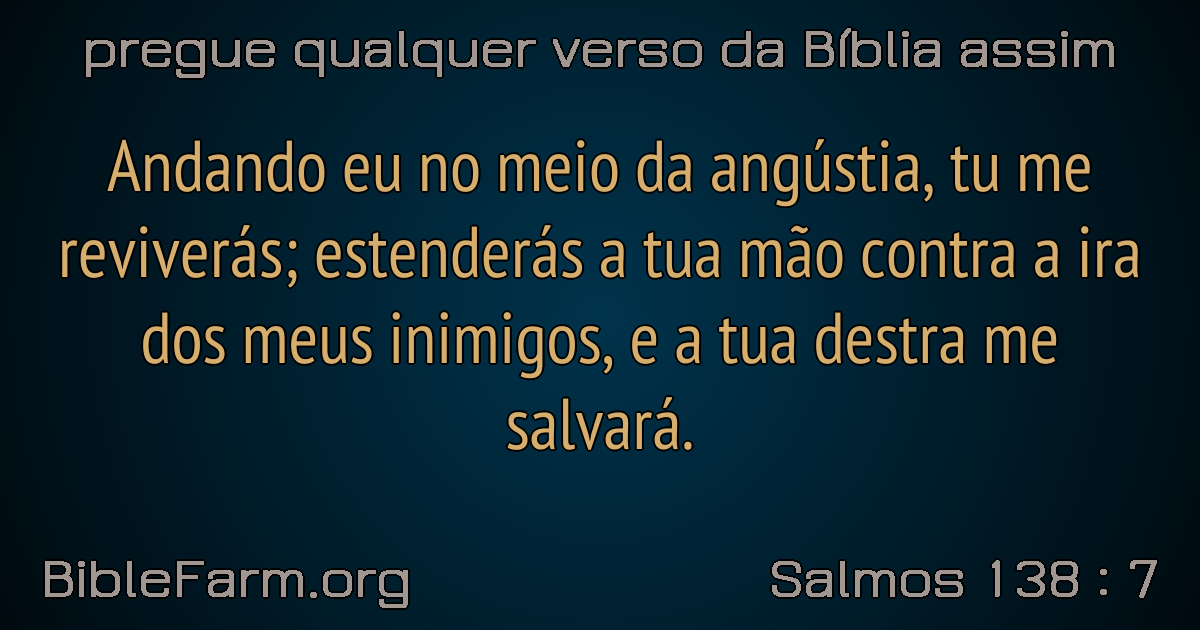 pregue qualquer verso da Bíblia assim
Andando eu no meio da angústia, tu me
reviverás; estenderás a tua mão contra a ira
dos meus inimigos, e a tua destra me
salvará.
BibleFarm.org
Salmos 138 : 7